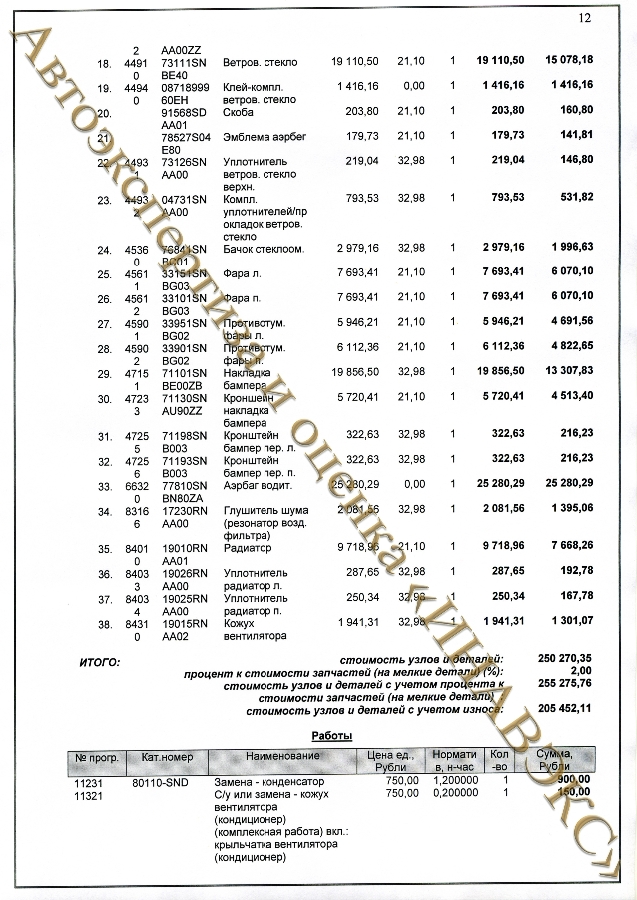 12
2 AA00ZZ
18. 4491 73111SN Ветров. стекло 19 110,50 21,10 1 19 110,50 15 078,18
0 BE40
19. 4494 08718999 Клей-компл. 1 416,16 0,00 1 1 416,16 1 416,16
0 60EH ветров. стекло
20. 91568SD Скоба 203,80 21,10 1 203,80 160,80
AA01
21. 78527S04 Эмблема аэрбег 179,73 21,10 1 179,73 141,81
E80
22. 4493 73126SN Уплотнитель 219,04 32,98 1 219,04 146,80
1 AA00 ветров. стекло
верхн.
23. 4493 04731SN Компл. 793,53 32,98 1 793,53 531,82
2 AA00 уплотнителей/пр
окладок ветров.
стекло
24. 4536 76841SN Бачок стеклоом. 2 979,16 32,98 1 2 979,16 1 996,63
0 BG01
25. 4561 33151SN Фара л. 7 693,41 21,10 1 7 693,41 6 070,10
1 BG03
26. 4561 33101SN Фара п. 7 693,41 21,10 1 7 693,41 6 070,10
2 BG03
27. 4590 33951SN Противотум. 5 946,21 21,10 1 5 946,21 4 691,56
1 BG02 фары л.
28. 4590 33901SN Противотум. 6 112,36 21,10 1 6 112,36 4 822,65
2 BG02 фары п.
29. 4715 71101SN Накладка 19 856,50 32,98 1 19 856,50 13 307,83
1 BE00ZB бампера
30. 4723 71130SN Кроншейн 5 720,41 21,10 1 5 720,41 4 513,40
3 AU90ZZ накладка
бампера
31. 4725 71198SN Кронштейн 322,63 32,98 1 322,63 216,23
5 B003 бампер пер. л.
32. 4725 71193SN Кронштейн 322,63 32,98 1 322,63 216,23
6 B003 бампер пер. п.
33. 6632 77810SN Аэрбаг водит. 25 280,29 0,00 1 25 280,29 25 280,29
0 BN80ZA
34. 8316 17230RN Глушитель шума 2 081,56 32,98 1 2 081,56 1 395,06
6 AA00 (резонатор возд.
фильтра)
35. 8401 19010RN Радиатор 9 718,96 21,10 1 9 718,96 7 668,26
0 AA01
36. 8403 19026RN Уплотнитель 287,65 32,98 1 287,65 192,78
3 AA00 радиатор л.
37. 8403 19025RN Уплотнитель 250,34 32,98 1 250,34 167,78
4 AA00 радиатор п.
38. 8431 19015RN Кожух 1 941,31 32,98 1 1 941,31 1 301,07
0 AA02 вентилятора
ИТОГО: стоимость узлов и деталей: 250 270,35
процент к стоимости запчастей (на мелкие детали) (%): 2,00
стоимость узлов и деталей с учетом процента к 255 275,76
стоимости запчастей (на мелкие детали) :
стоимость узлов и деталей с учетом износа: 205 452,11
Работы
№ прогр. Кат.номер Наименование Цена ед., Нормати Кол Сумма,
Рубли в, н-час -во Рубли
11231 80110-SND Замена - конденсатор 750,00 1,200000 1 900,00
11321 С/у или замена - кожух 750,00 0,200000 1 150,00
вентилятора
(кондиционер)
(комплексная работа) вкл.:
крыльчатка вентилятора
(кондиционер)
Автоэкспертиза и оценка «ИНАВЭКС»